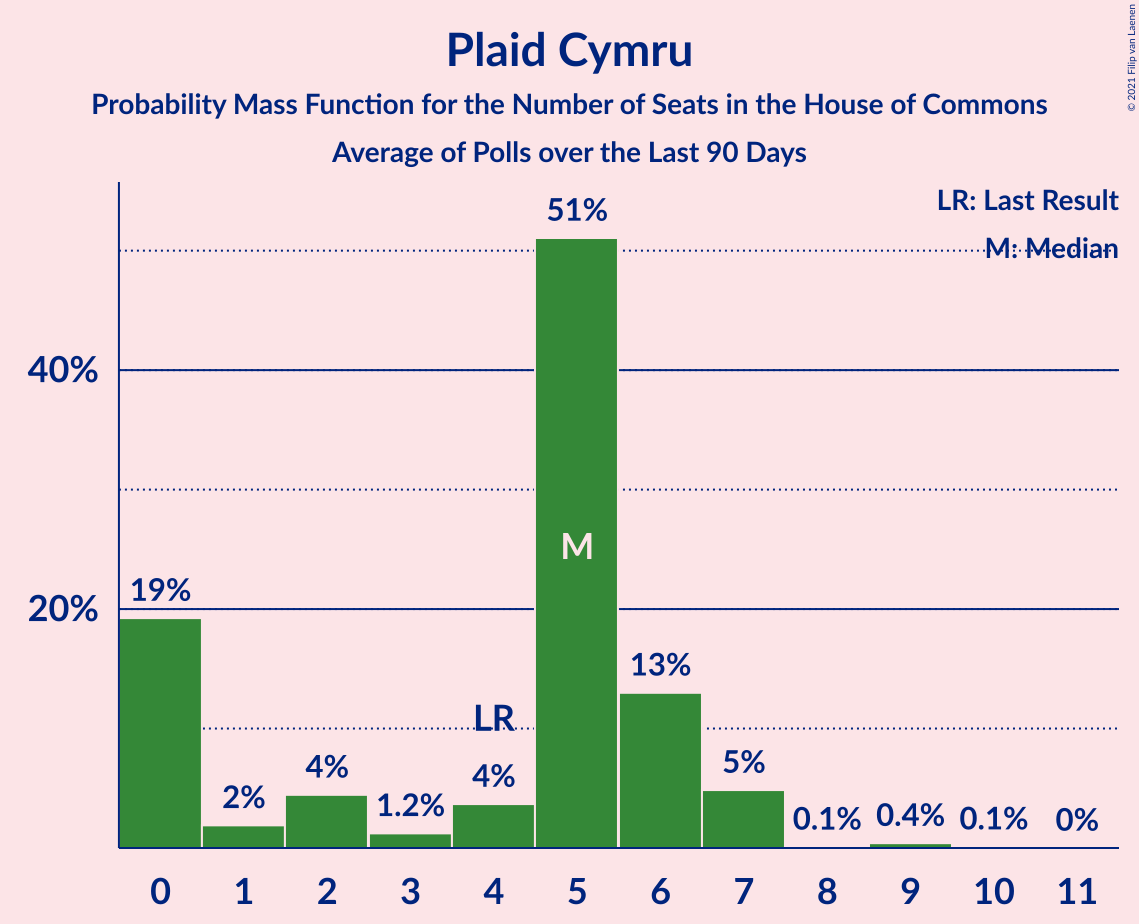 Plaid Cymru
Probability Mass Function for the Number of Seats in the House of Commons
Average of Polls over the Last 90 Days
© 2021 Filip van Laenen
LR: Last Result
M: Median
51%
40%
M
19%
20%
13%
LR
5%
4%
4%
2%
1.2%
0.1%
0.4%
0.1%
0%
0 1 2 3 4 5 6 7 8 9 10 11